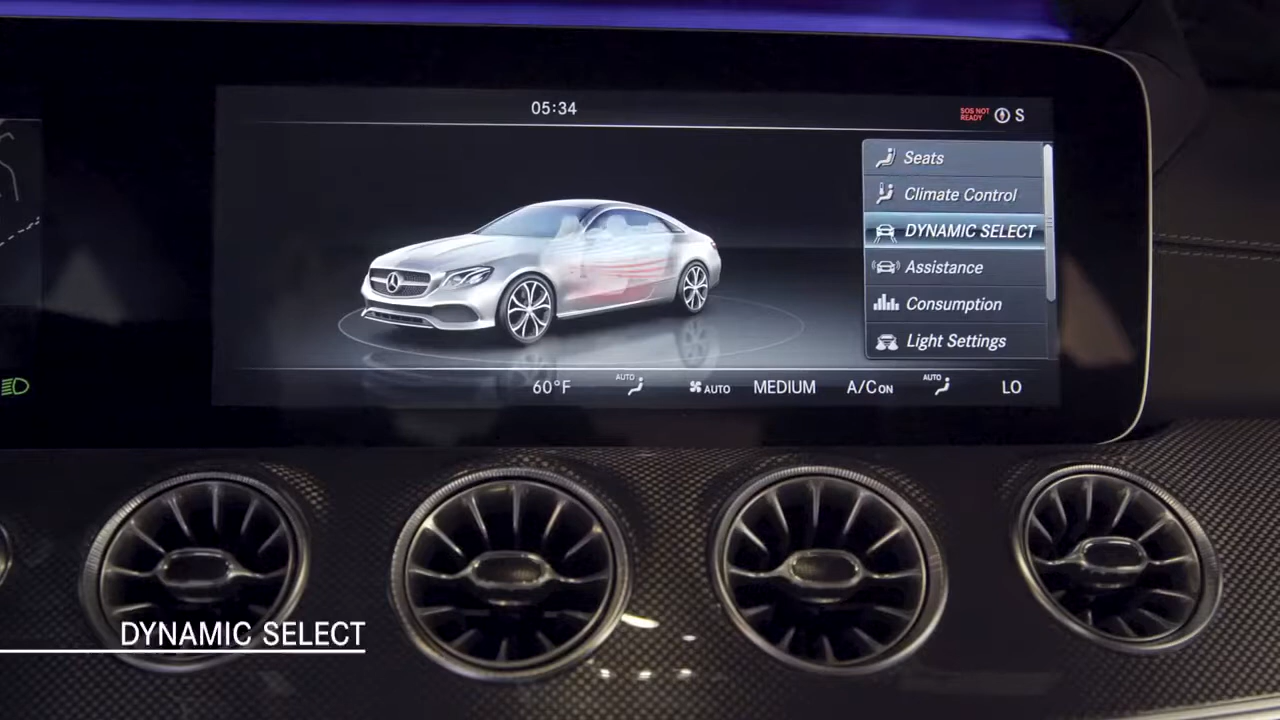 05:34
SOS NOT
READY
S
Seats
Climate Control
DYNAMIC SELECT
Assistance
Consumption
Light Settings
60°F
AUTO
AUTO
MEDIUM
A/C ON
AUTO
LO
DYNAMIC SELECT